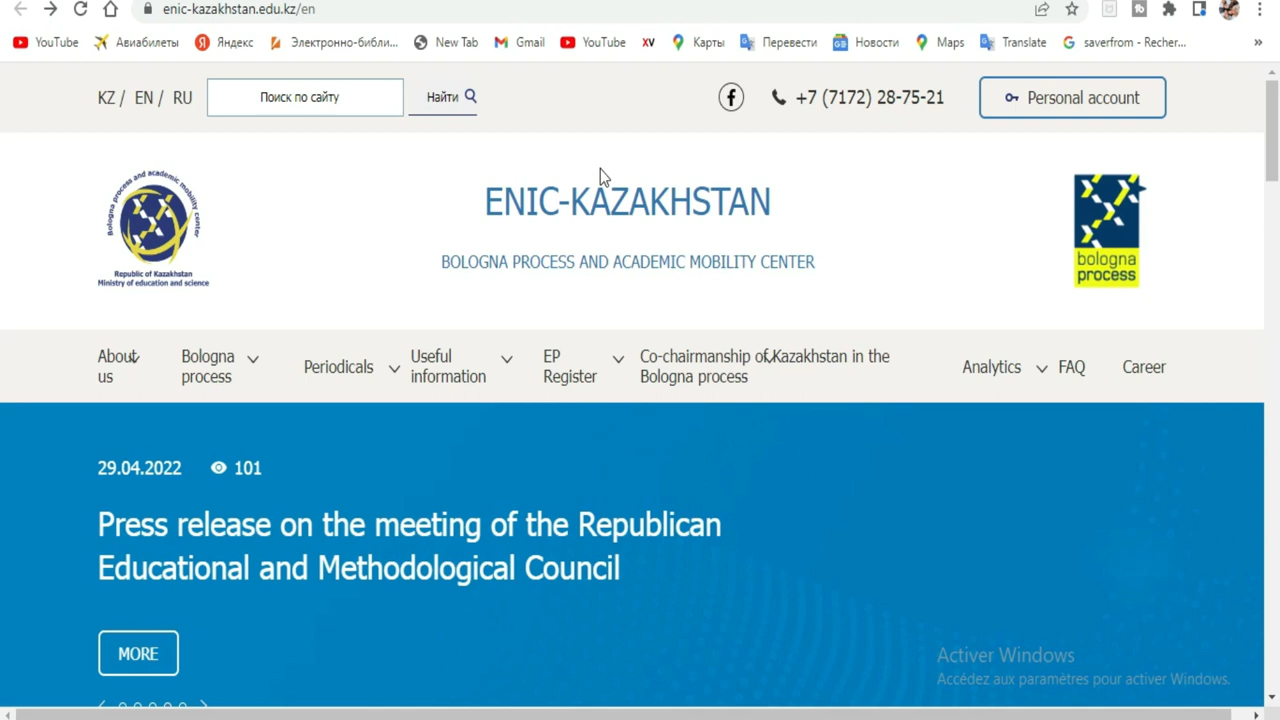 enic-kazakhstan.edu.kz/en
YouTube Авиабилеты Яндекс Электронно-библи... New Tab Gmail YouTube XV Карты Перевести Новости Maps Translate saverfrom - Recher... »
KZ / EN / RU Поиск по сайту Найти +7 (7172) 28-75-21 Personal account
Bologna process and academic mobility center
Republic of Kazakhstan
Ministry of education and science
ENIC-KAZAKHSTAN
BOLOGNA PROCESS AND ACADEMIC MOBILITY CENTER
bologna
process
About us
Bologna process
Periodicals
Useful information
EP Register
Co-chairmanship of Kazakhstan in the
Bologna process
Analytics
FAQ
Career
29.04.2022 101
Press release on the meeting of the Republican
Educational and Methodological Council
MORE
Activer Windows
Accédez aux paramètres pour activer Windows.